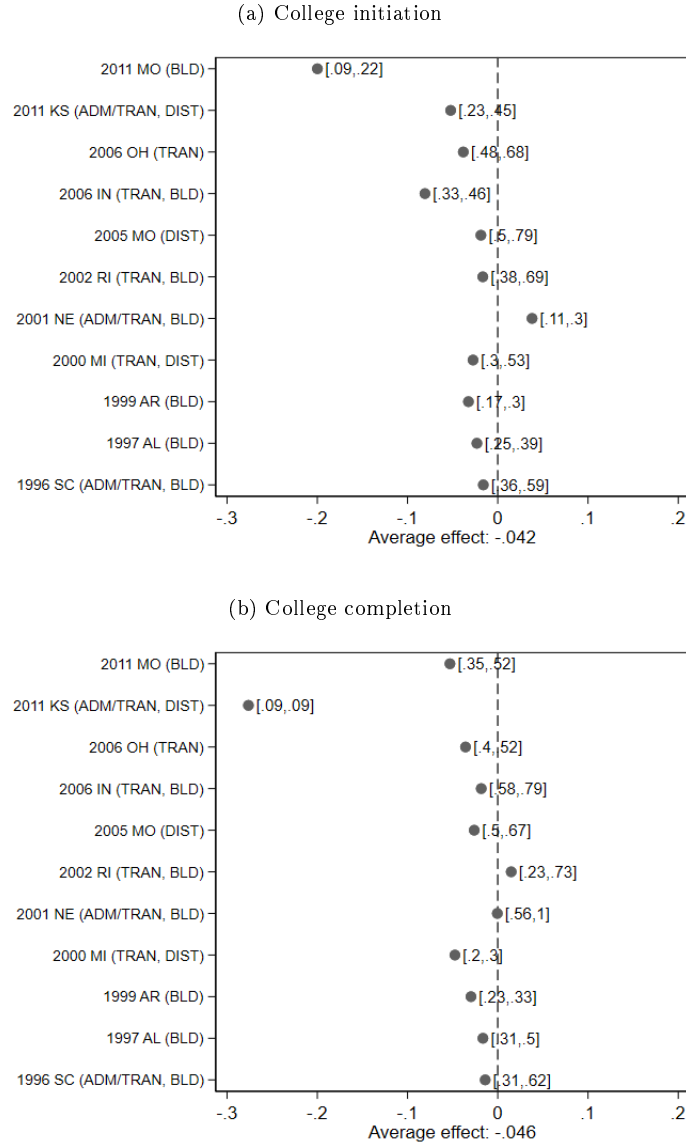 (a) College initiation
2011 MO (BLD) [.09,.22]
2011 KS (ADM/TRAN, DIST) [.23,.45]
2006 OH (TRAN) [.48,.68]
2006 IN (TRAN, BLD) [.33,.46]
2005 MO (DIST) [.5,.79]
2002 RI (TRAN, BLD) [.38,.69]
2001 NE (ADM/TRAN, BLD) [.11,.3]
2000 MI (TRAN, DIST) [.3,.53]
1999 AR (BLD) [.17,.3]
1997 AL (BLD) [.25,.39]
1996 SC (ADM/TRAN, BLD) [.36,.59]
-.3 -.2 -.1 0 .1 .2
Average effect: -.042
(b) College completion
2011 MO (BLD) [.35,.52]
2011 KS (ADM/TRAN, DIST) [.09,.09]
2006 OH (TRAN) [.4,.52]
2006 IN (TRAN, BLD) [.58,.79]
2005 MO (DIST) [.5,.67]
2002 RI (TRAN, BLD) [.23,.73]
2001 NE (ADM/TRAN, BLD) [.56,1]
2000 MI (TRAN, DIST) [.2,.3]
1999 AR (BLD) [.23,.33]
1997 AL (BLD) [.31,.5]
1996 SC (ADM/TRAN, BLD) [.31,.62]
-.3 -.2 -.1 0 .1 .2
Average effect: -.046